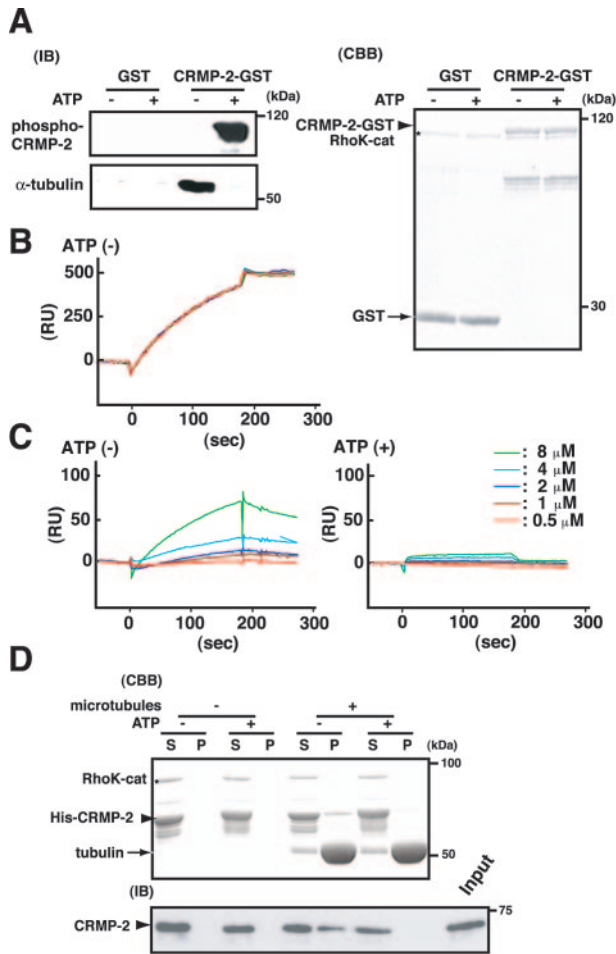 A
(IB)
GST CRMP-2-GST
ATP - + - + (kDa)
phospho-
CRMP-2
120
α-tubulin
50
(CBB)
GST CRMP-2-GST
ATP - + - + (kDa)
120
CRMP-2-GST
RhoK-cat *
GST
30
B
ATP (-)
500
(RU)
250
0
0 100 200 300
(sec)
C
ATP (-)
100
(RU)
50
0
0 100 200 300
(sec)
ATP (+)
100
(RU)
50
0
0 100 200 300
(sec)
: 8 μM
: 4 μM
: 2 μM
: 1 μM
: 0.5 μM
D
(CBB)
microtubules - +
ATP - + - +
S P S P S P S P (kDa)
100
RhoK-cat *
His-CRMP-2
tubulin
50
(IB)
Input
75
CRMP-2